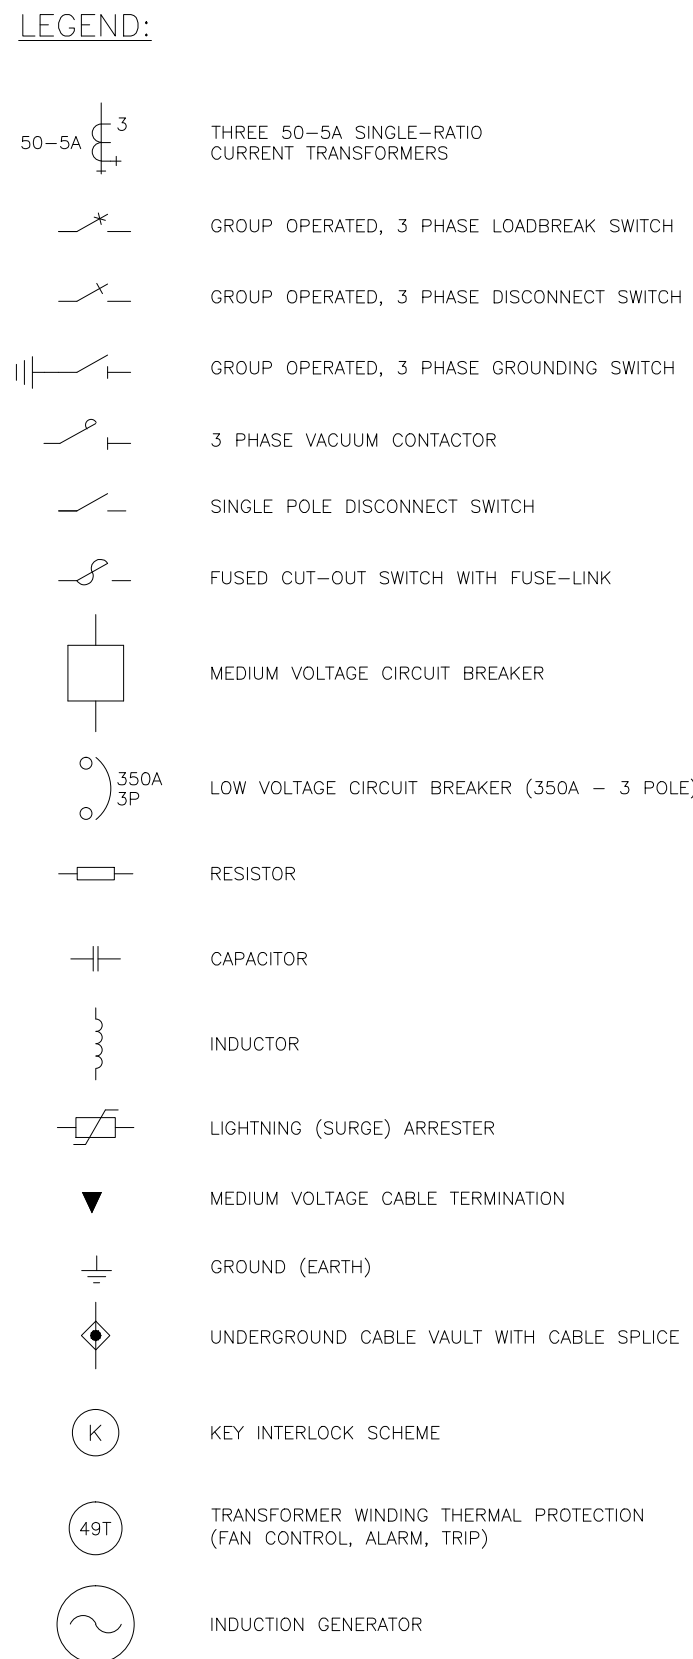 LEGEND:
3
50-5A
THREE 50-5A SINGLE-RATIO
CURRENT TRANSFORMERS
GROUP OPERATED, 3 PHASE LOADBREAK SWITCH
GROUP OPERATED, 3 PHASE DISCONNECT SWITCH
GROUP OPERATED, 3 PHASE GROUNDING SWITCH
3 PHASE VACUUM CONTACTOR
SINGLE POLE DISCONNECT SWITCH
FUSED CUT-OUT SWITCH WITH FUSE-LINK
MEDIUM VOLTAGE CIRCUIT BREAKER
350A
3P
LOW VOLTAGE CIRCUIT BREAKER (350A - 3 POLE)
RESISTOR
CAPACITOR
INDUCTOR
LIGHTNING (SURGE) ARRESTER
MEDIUM VOLTAGE CABLE TERMINATION
GROUND (EARTH)
UNDERGROUND CABLE VAULT WITH CABLE SPLICE
K
KEY INTERLOCK SCHEME
49T
TRANSFORMER WINDING THERMAL PROTECTION
(FAN CONTROL, ALARM, TRIP)
INDUCTION GENERATOR